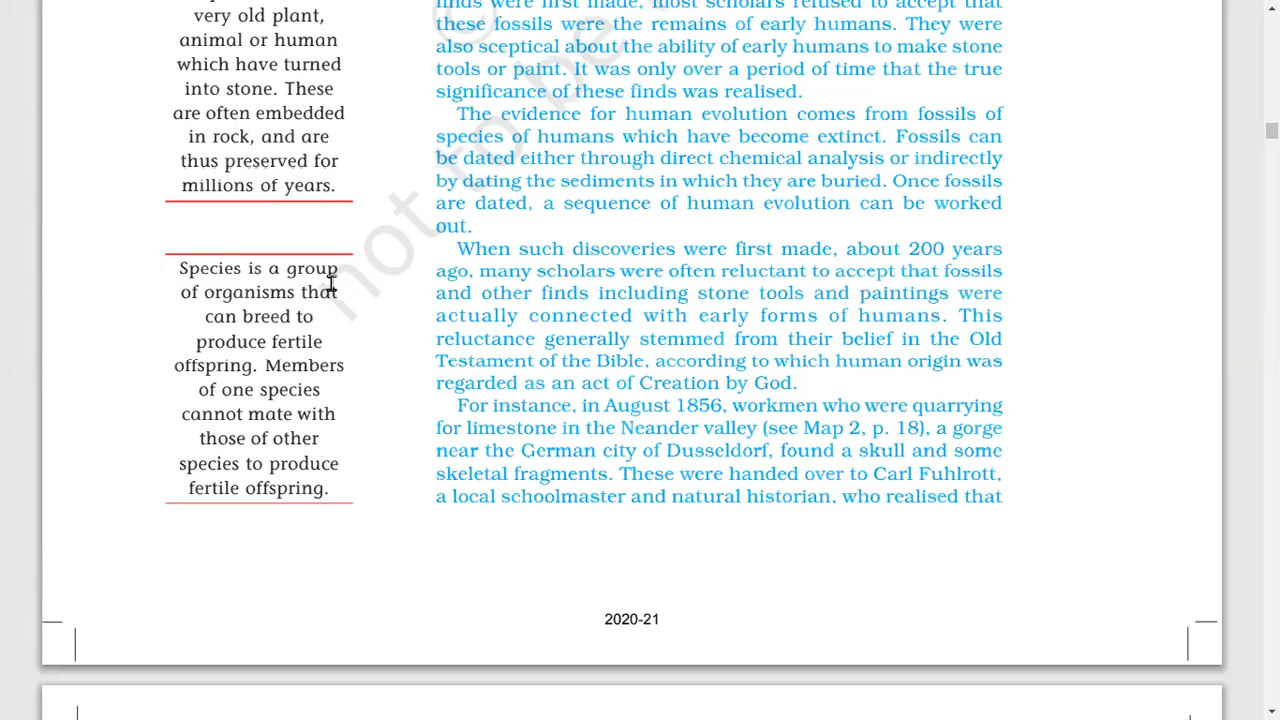 very old plant,
animal or human
which have turned
into stone. These
are often embedded
in rock, and are
thus preserved for
millions of years.
Species is a group
of organisms that
can breed to
produce fertile
offspring. Members
of one species
cannot mate with
those of other
species to produce
fertile offspring.
finds were first made, most scholars refused to accept that
these fossils were the remains of early humans. They were
also sceptical about the ability of early humans to make stone
tools or paint. It was only over a period of time that the true
significance of these finds was realised.
The evidence for human evolution comes from fossils of
species of humans which have become extinct. Fossils can
be dated either through direct chemical analysis or indirectly
by dating the sediments in which they are buried. Once fossils
are dated, a sequence of human evolution can be worked
out.
When such discoveries were first made, about 200 years
ago, many scholars were often reluctant to accept that fossils
and other finds including stone tools and paintings were
actually connected with early forms of humans. This
reluctance generally stemmed from their belief in the Old
Testament of the Bible, according to which human origin was
regarded as an act of Creation by God.
For instance, in August 1856, workmen who were quarrying
for limestone in the Neander valley (see Map 2, p. 18), a gorge
near the German city of Dusseldorf, found a skull and some
skeletal fragments. These were handed over to Carl Fuhlrott,
a local schoolmaster and natural historian, who realised that
© not to be
2020-21